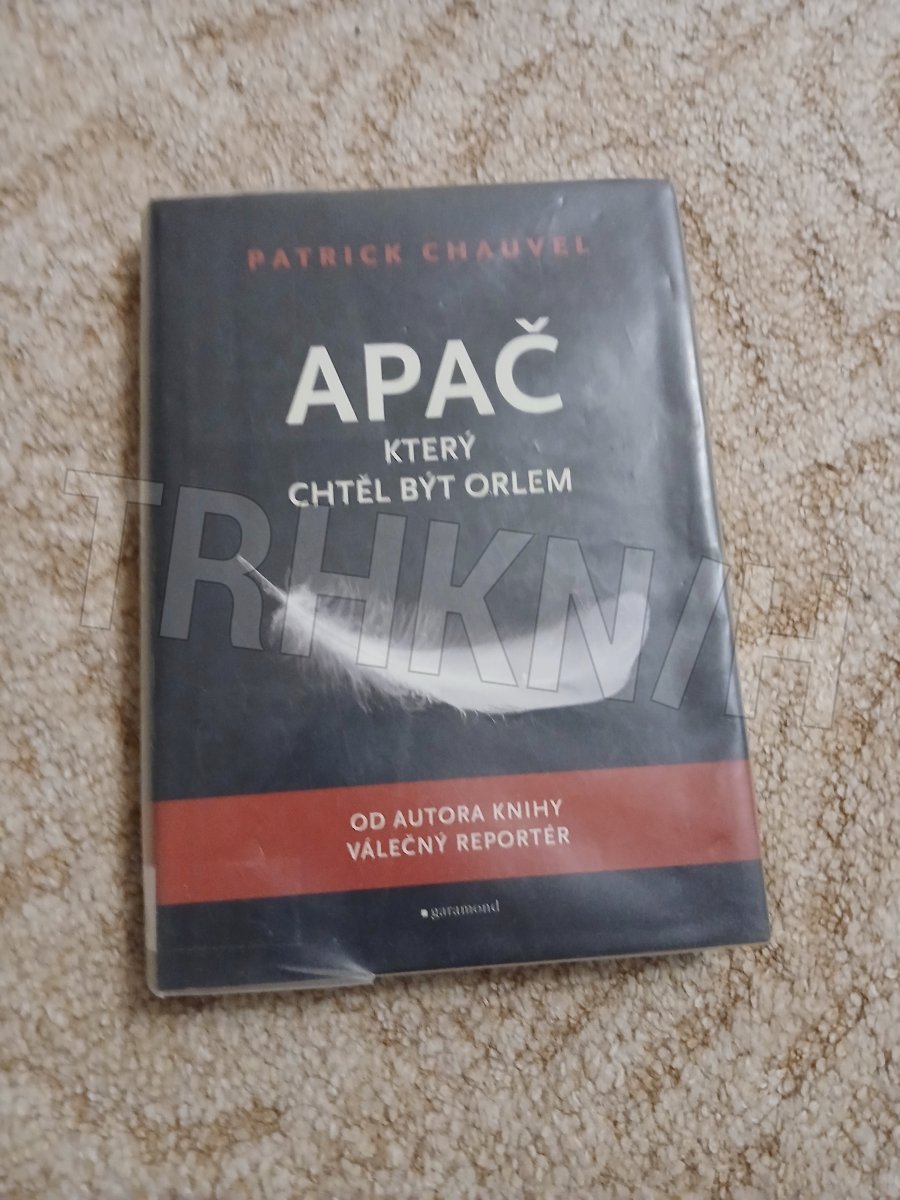 PATRICK CHAUVEL
APAČ
KTERÝ
CHTĚL BÝT ORLEM
TRHKNIH
OD AUTORA KNIHY
VÁLEČNÝ REPORTÉR
garamond